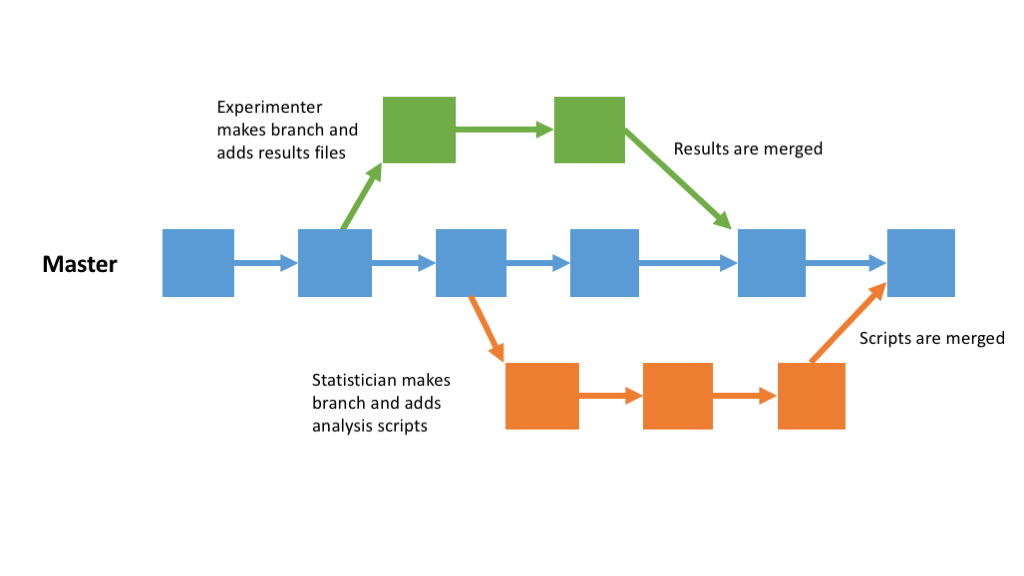 Experimenter
makes branch and
adds results files
Results are merged
Master
Scripts are merged
Statistician makes
branch and adds
analysis scripts